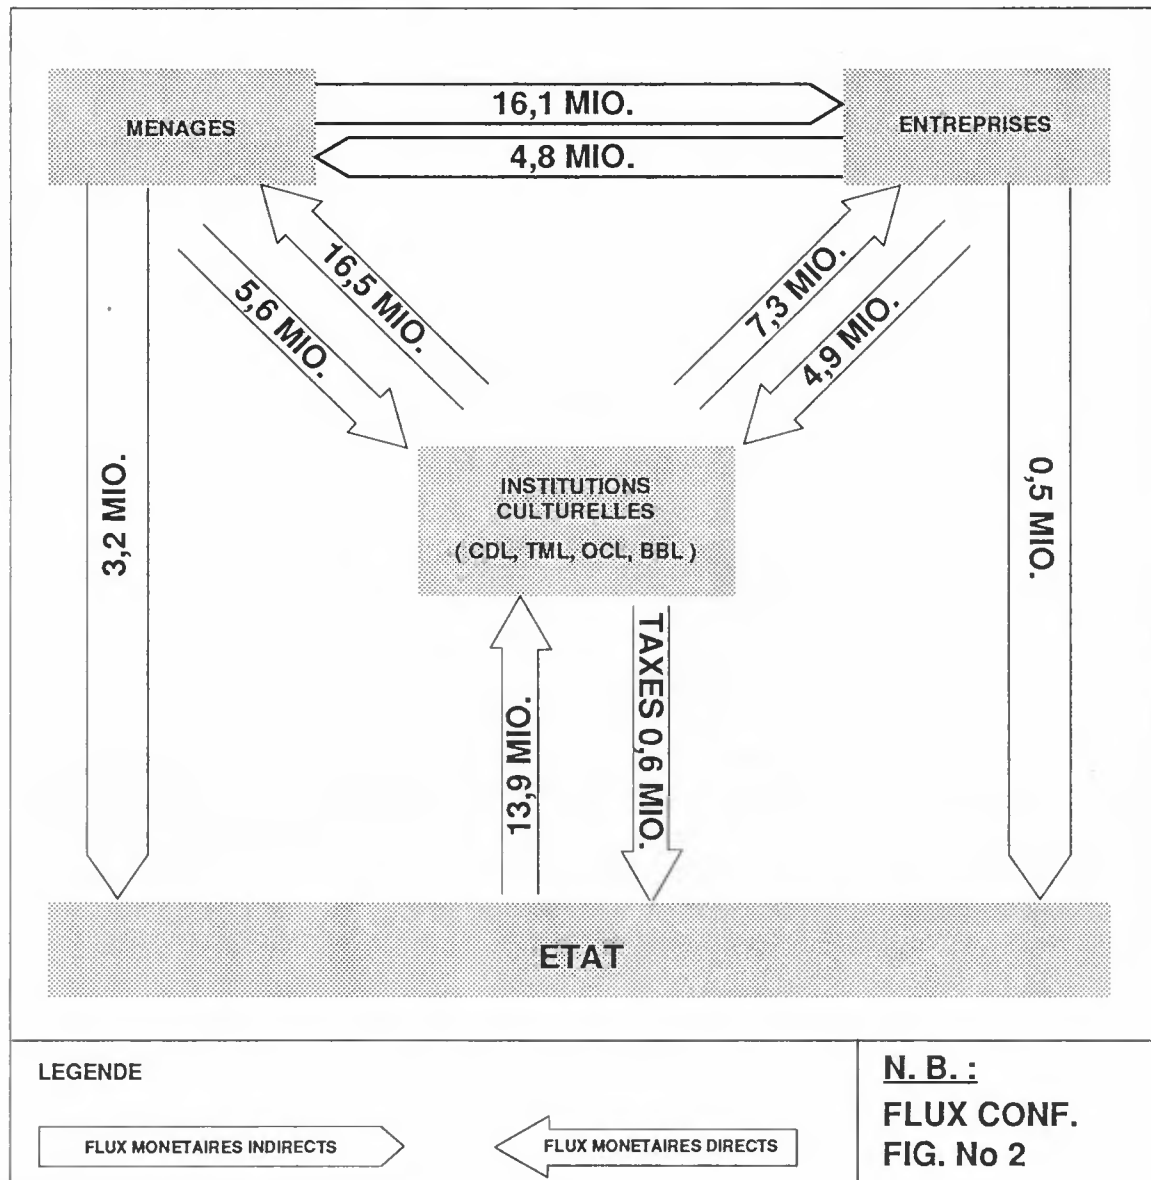 MENAGES
16,1 MIO.
4,8 MIO.
ENTREPRISES
16,5 MIO.
5,6 MIO.
7,3 MIO.
4,9 MIO.
3,2 MIO.
INSTITUTIONS
CULTURELLES
( CDL, TML, OCL, BBL )
0,5 MIO.
13,9 MIO.
TAXES 0,6 MIO.
ETAT
LEGENDE
FLUX MONETAIRES INDIRECTS
FLUX MONETAIRES DIRECTS
N. B. :
FLUX CONF.
FIG. No 2